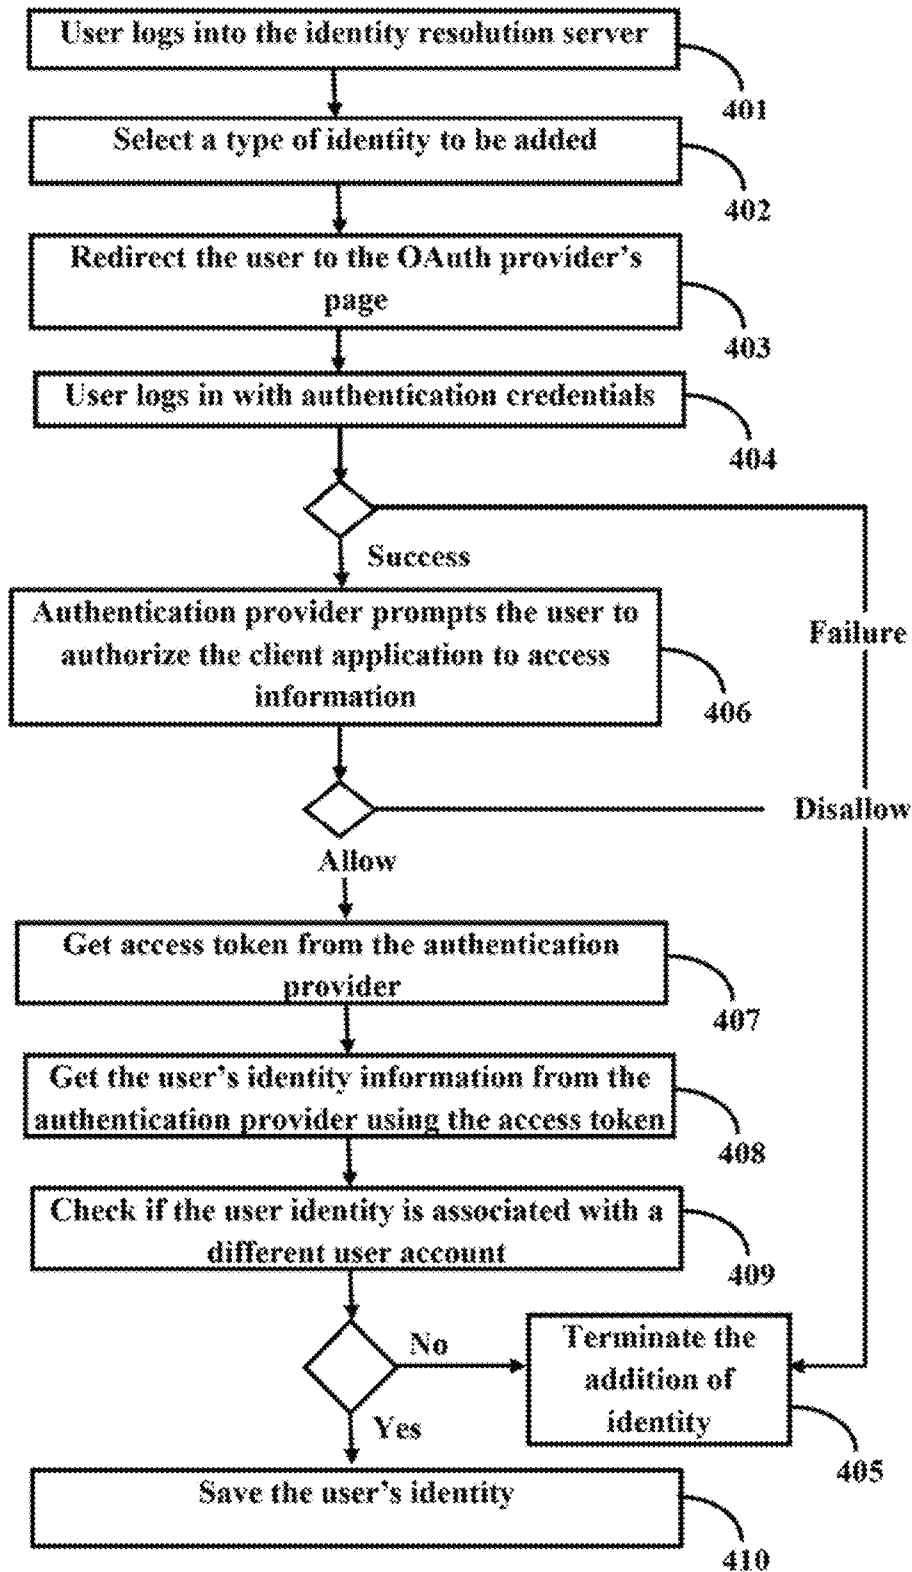 User logs into the identity resolution server
401
Select a type of identity to be added
402
Redirect the user to the OAuth provider's
page
403
User logs in with authentication credentials
404
Success
Authentication provider prompts the user to
authorize the client application to access
information
Failure
406
Disallow
Allow
Get access token from the authentication
provider
407
Get the user's identity information from the
authentication provider using the access token
408
Check if the user identity is associated with a
different user account
409
No
Terminate the
addition of
identity
Yes
405
Save the user's identity
410